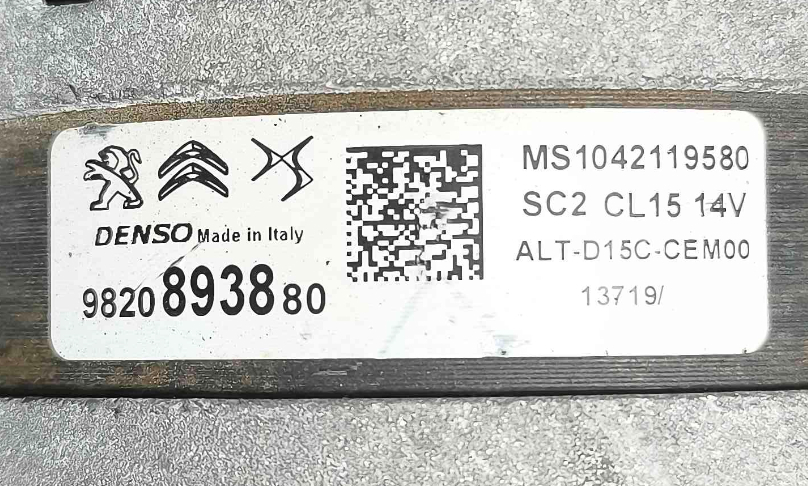 DENSO Made in Italy
9820893880
MS1042119580
SC2 CL15 14V
ALT-D15C-CEM00
13719/